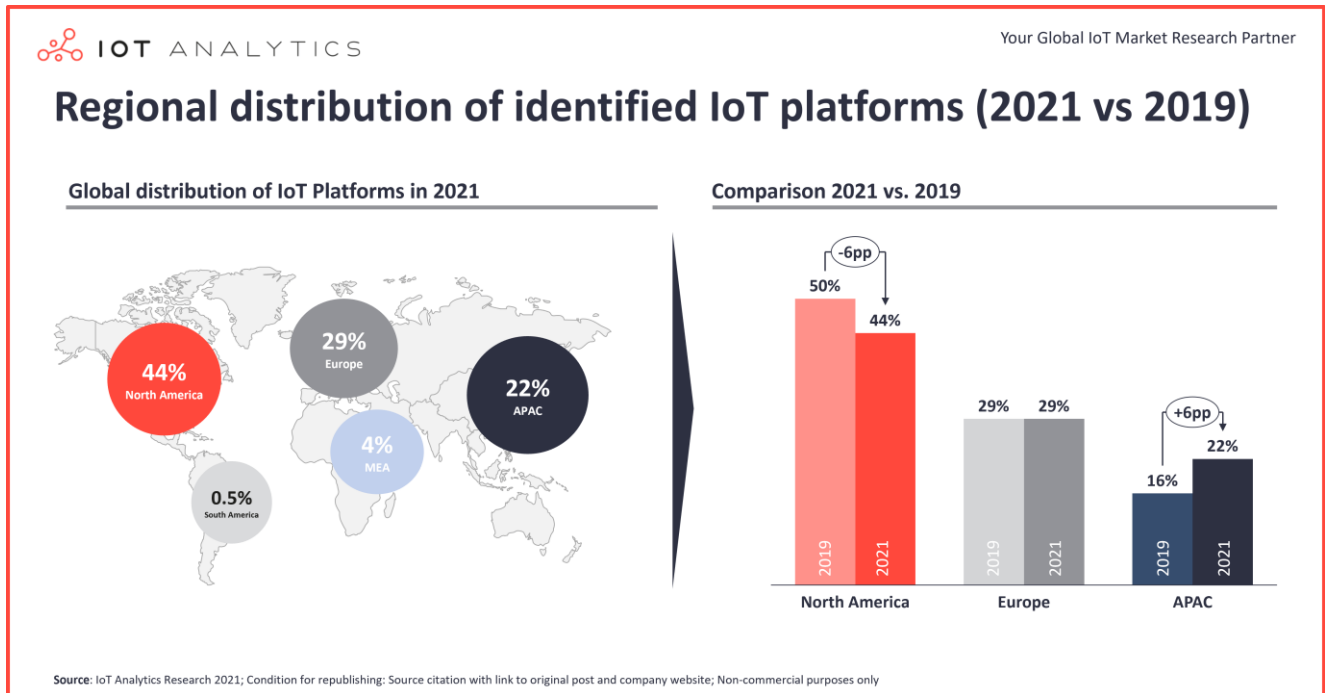 IOT ANALYTICS
Your Global IoT Market Research Partner
Regional distribution of identified IoT platforms (2021 vs 2019)
Global distribution of IoT Platforms in 2021
44%
North America
29%
Europe
22%
APAC
4%
MEA
0.5%
South America
Comparison 2021 vs. 2019
-6pp
50%
44%
29%
29%
+6pp
16%
22%
2019
2021
2019
2021
2019
2021
North America
Europe
APAC
Source: IoT Analytics Research 2021; Condition for republishing: Source citation with link to original post and company website; Non-commercial purposes only